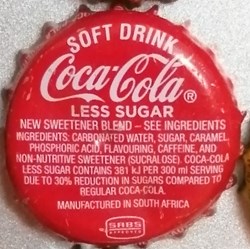 SOFT DRINK
Coca-Cola®
LESS SUGAR
NEW SWEETENER BLEND – SEE INGREDIENTS
INGREDIENTS: CARBONATED WATER, SUGAR, CARAMEL,
PHOSPHORIC ACID, FLAVOURING, CAFFEINE, AND
NON-NUTRITIVE SWEETENER (SUCRALOSE). COCA-COLA
LESS SUGAR CONTAINS 381 kJ PER 300 ml SERVING
DUE TO 30% REDUCTION IN SUGARS COMPARED TO
REGULAR COCA-COLA.
MANUFACTURED IN SOUTH AFRICA
SABS
APPROVED